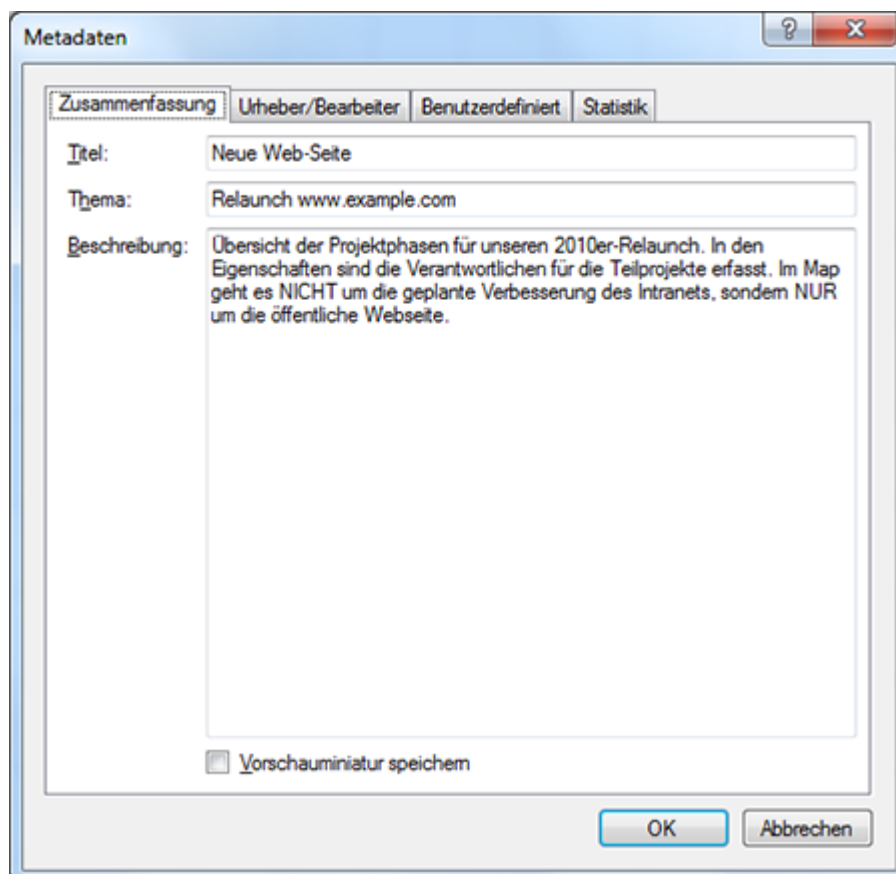 Metadaten
Zusammenfassung Urheber/Bearbeiter Benutzerdefiniert Statistik
Titel: Neue Web-Seite
Thema: Relaunch www.example.com
Beschreibung: Übersicht der Projektphasen für unseren 2010er-Relaunch. In den
Eigenschaften sind die Verantwortlichen für die Teilprojekte erfasst. Im Map
geht es NICHT um die geplante Verbesserung des Intranets, sondern NUR
um die öffentliche Webseite.
Vorschauminiatur speichern
OK Abbrechen